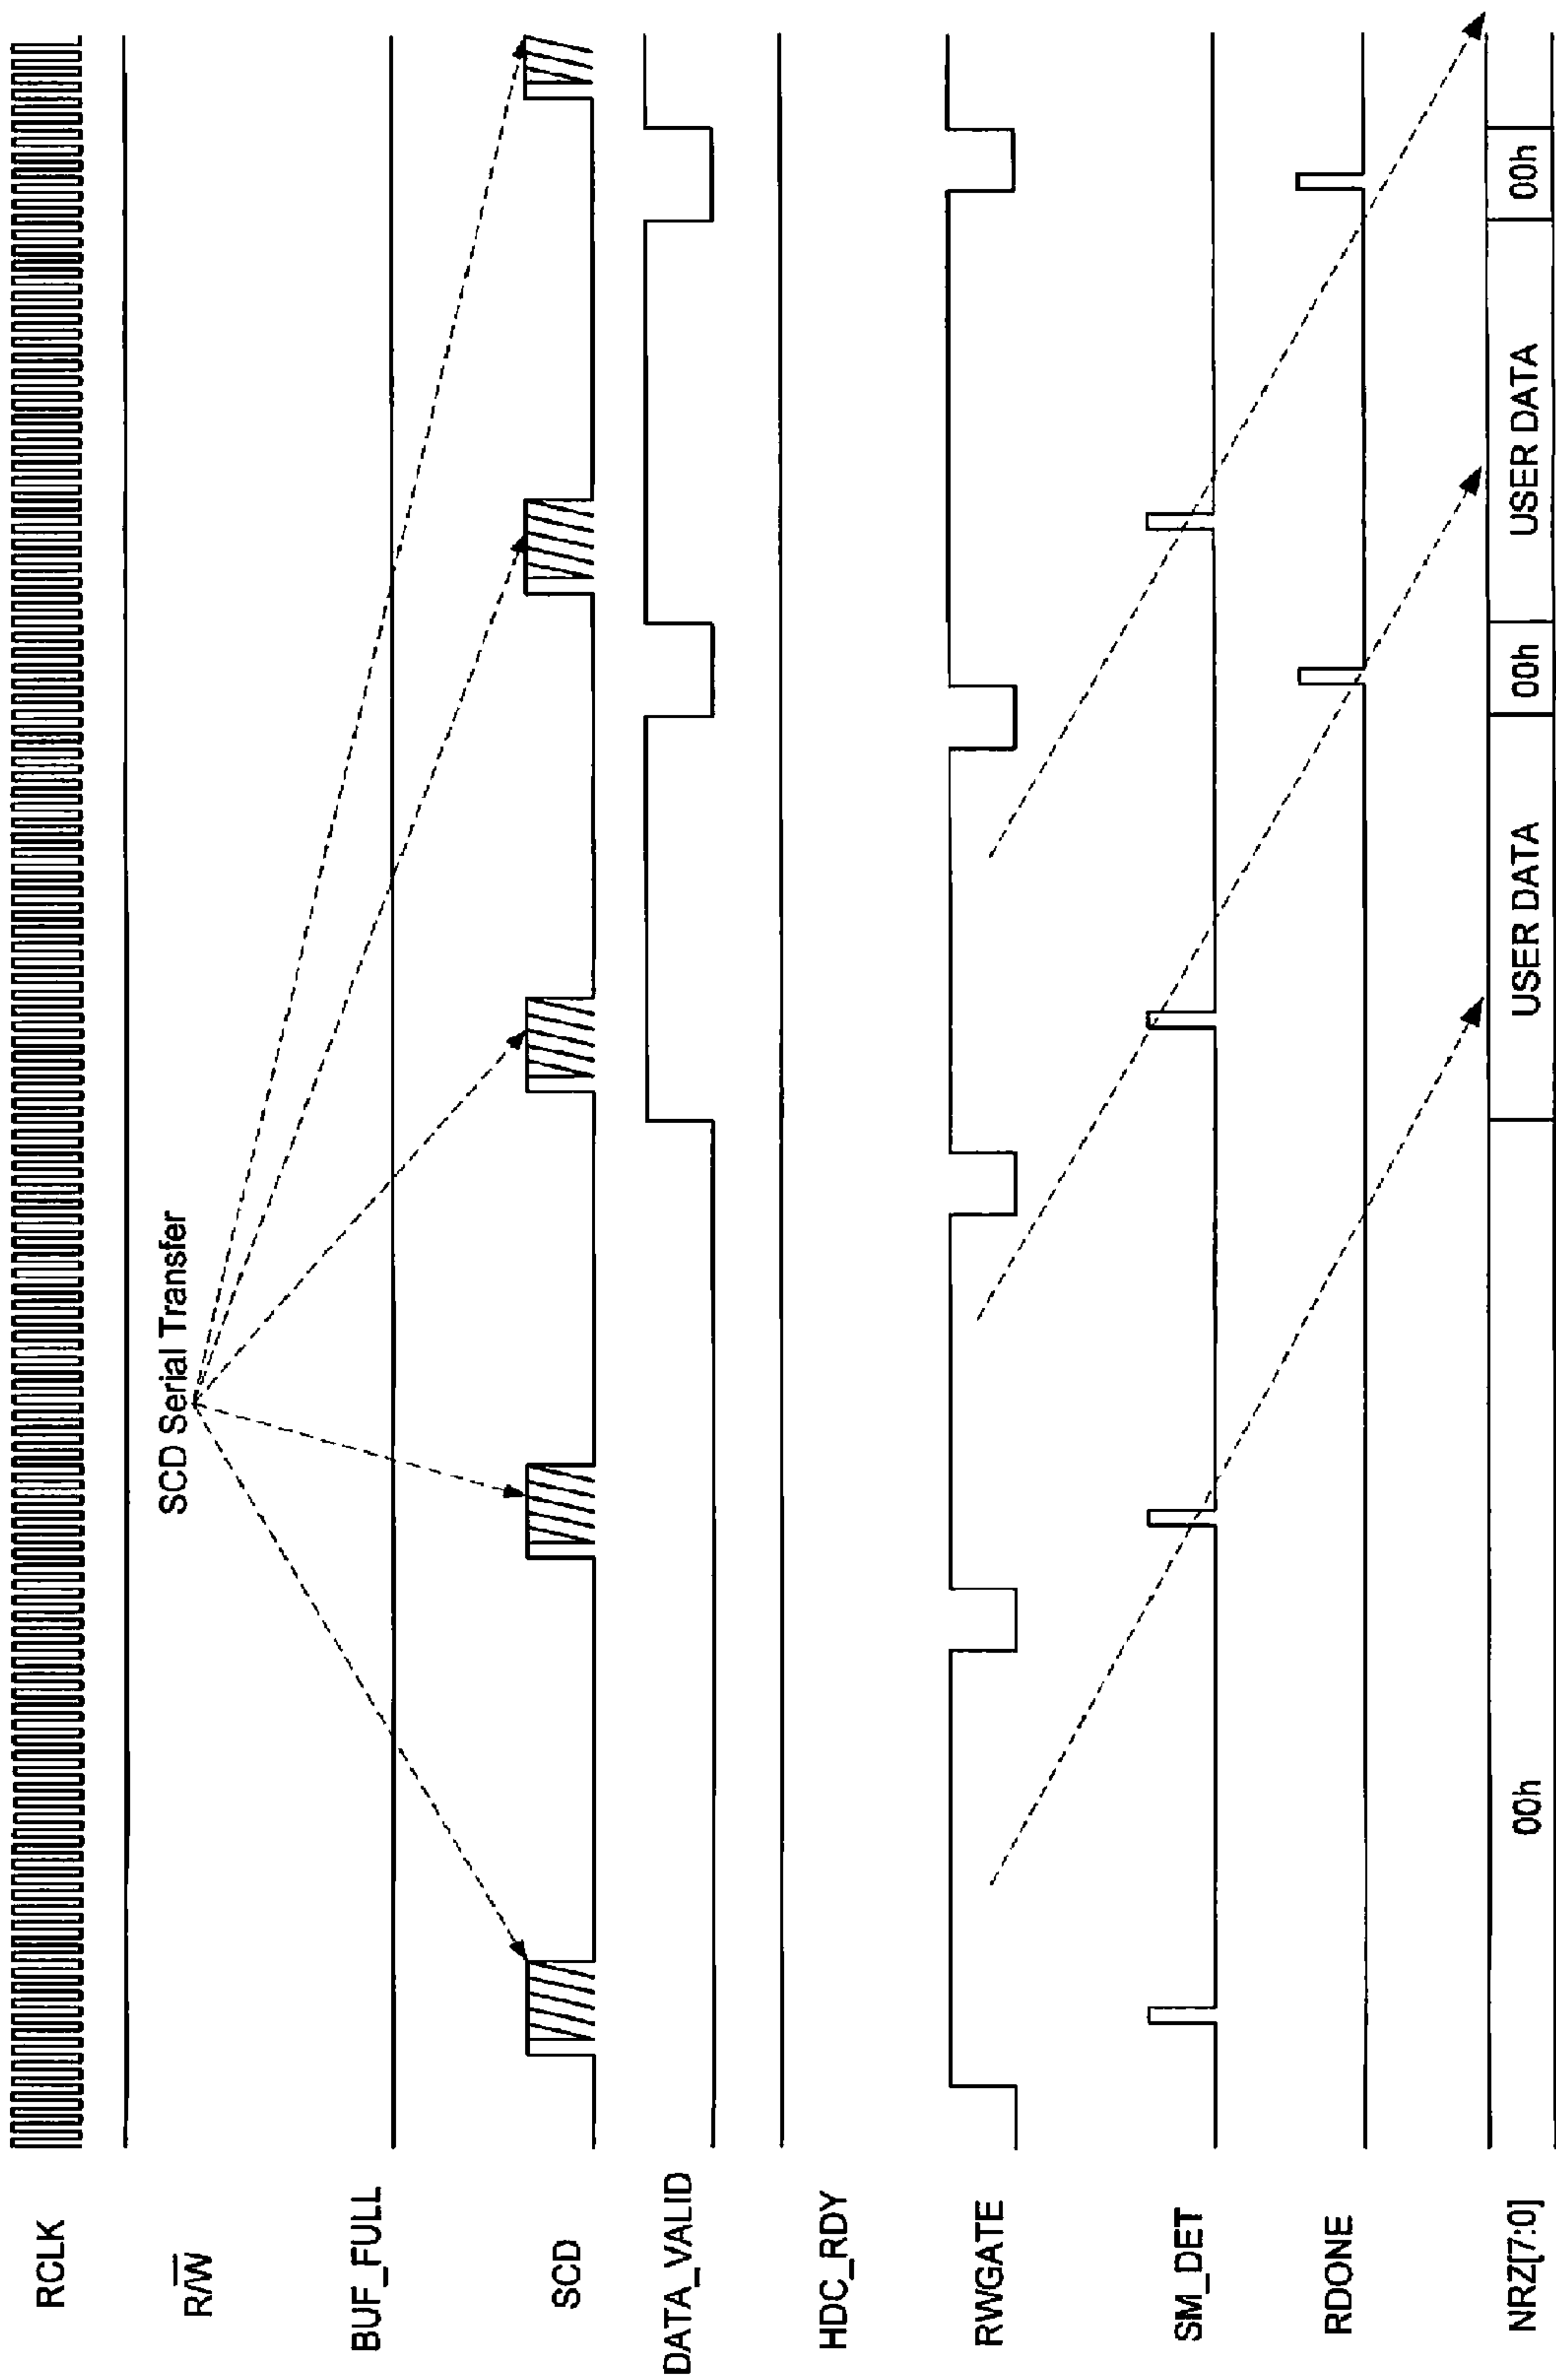 RCLK
R/W̅
SCD Serial Transfer
BUF_FULL
SCD
DATA_VALID
HDC_RDY
RWGATE
SM_DET
RDONE
NRZ[7:0]
00h
USER DATA
00h
USER DATA
00h